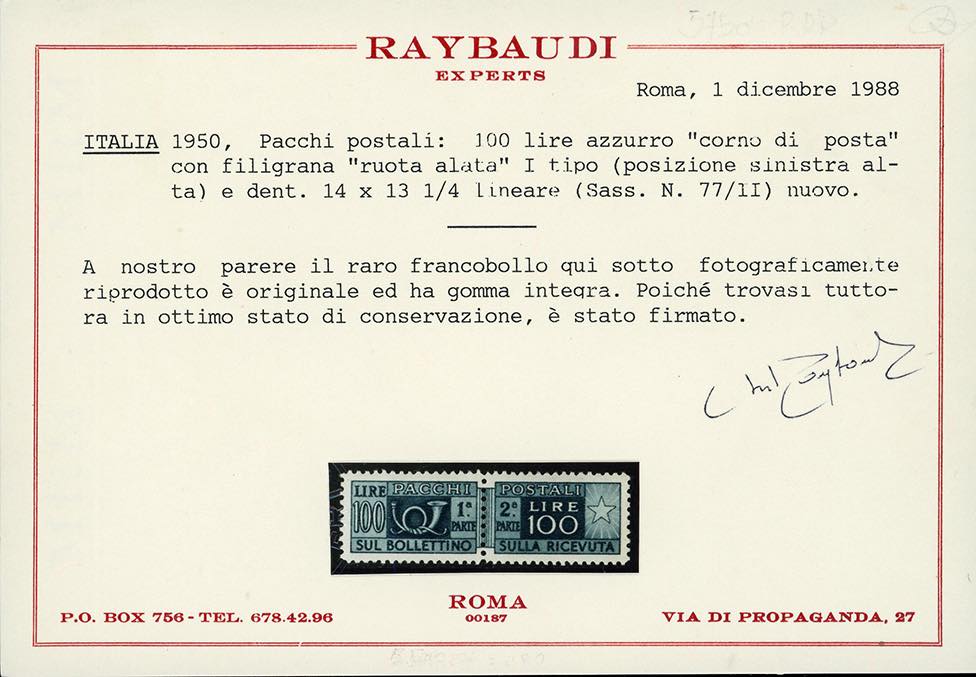 RAYBAUDI
EXPERTS
Roma, 1 dicembre 1988
ITALIA 1950, Pacchi postali: 100 lire azzurro "corno di posta"
con filigrana "ruota alata" I tipo (posizione sinistra al-
ta) e dent. 14 x 13 1/4 lineare (Sass. N. 77/II) nuovo.
A nostro parere il raro francobollo qui sotto fotograficamente
riprodotto è originale ed ha gomma integra. Poiché trovasi tutto-
ra in ottimo stato di conservazione, è stato firmato.
LIRE PACCHI POSTALI
100 1ª PARTE 2ª PARTE LIRE 100
SUL BOLLETTINO SULLA RICEVUTA
P.O. BOX 756 - TEL. 678.42.96
ROMA
00187
VIA DI PROPAGANDA, 27